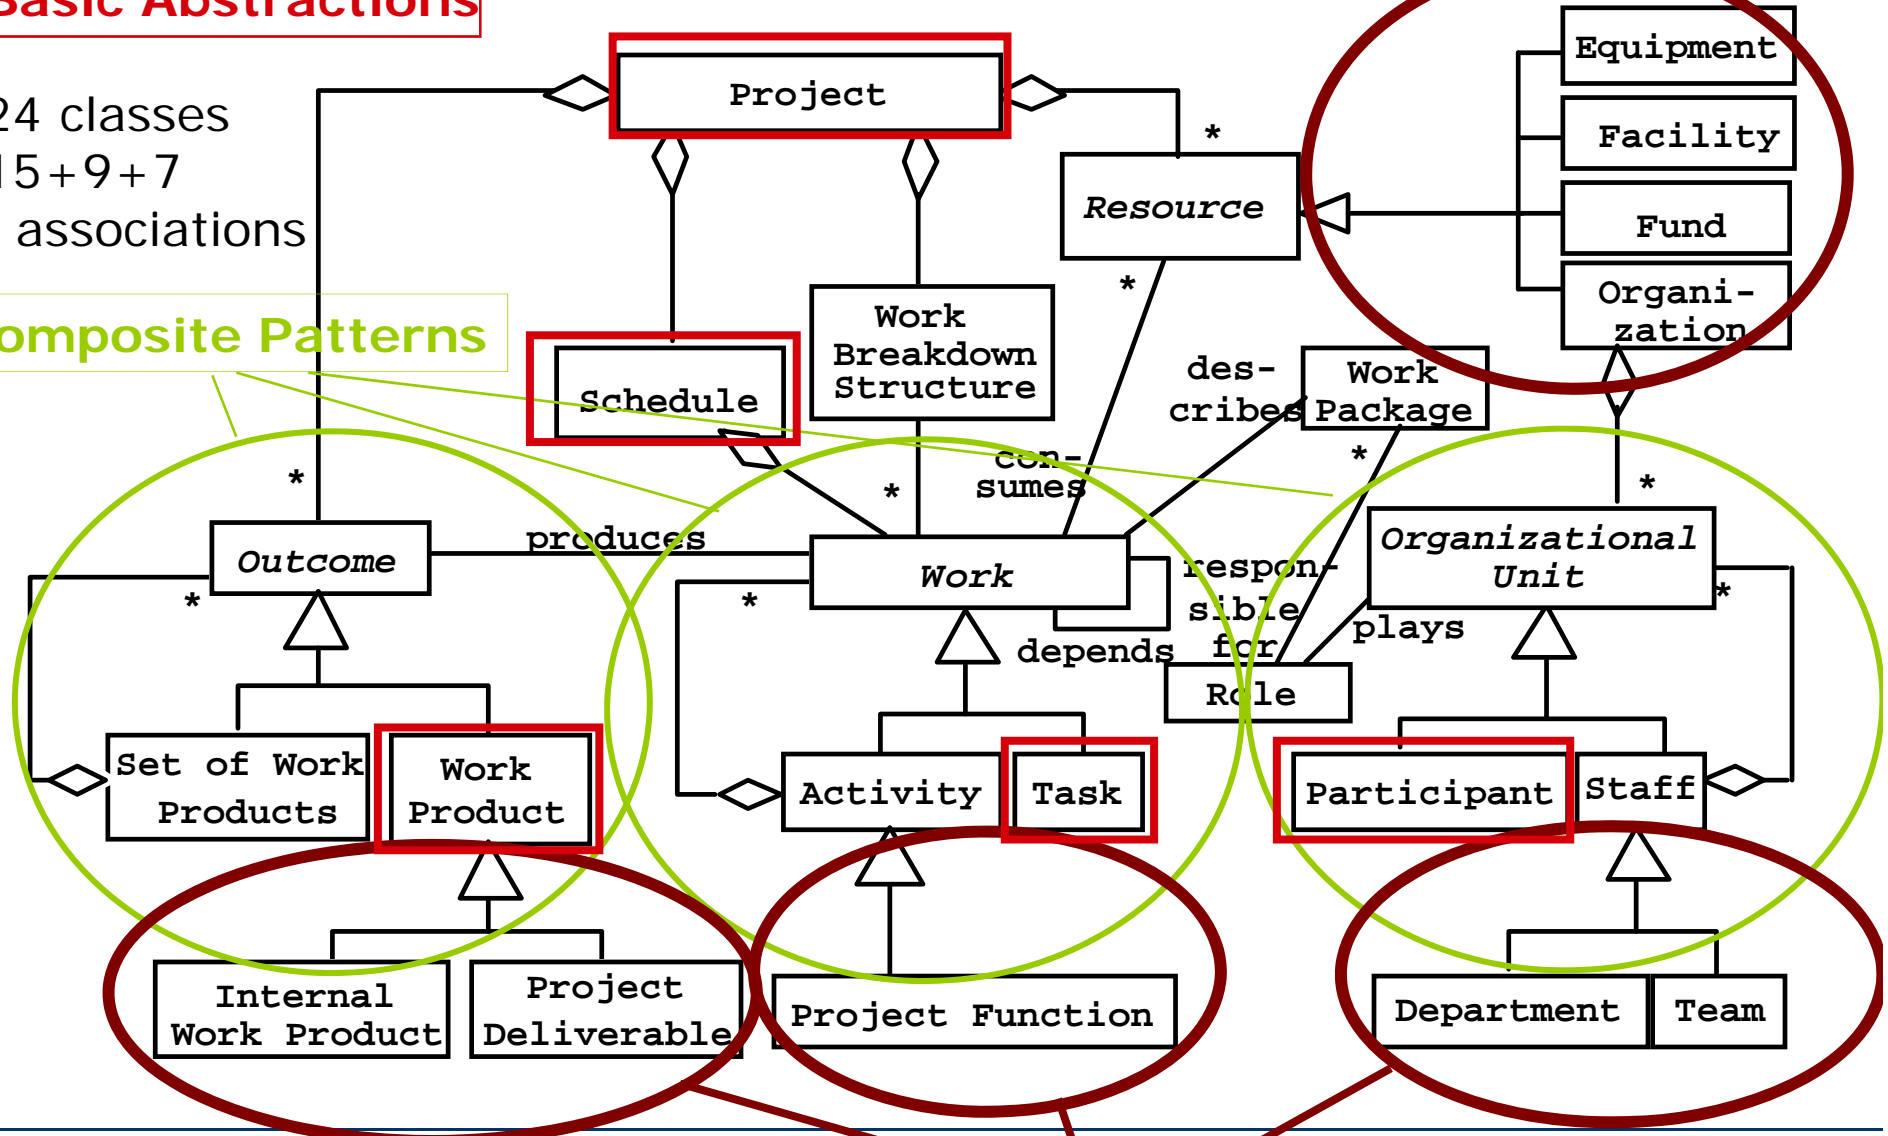 Basic Abstractions
24 classes
15+9+7
associations
omposite Patterns
Project
*
Resource
*
Equipment
Facility
Fund
Organi-
zation
Work
Breakdown
Structure
Schedule
des-
cribes
Work
Package
*
con-
sumes
*
*
*
Outcome
*
produces
Work
*
depends
respon-
sible
for
plays
Role
Organizational
Unit
*
Set of Work
Products
Work
Product
Activity
Task
Participant
Staff
Internal
Work Product
Project
Deliverable
Project Function
Department
Team